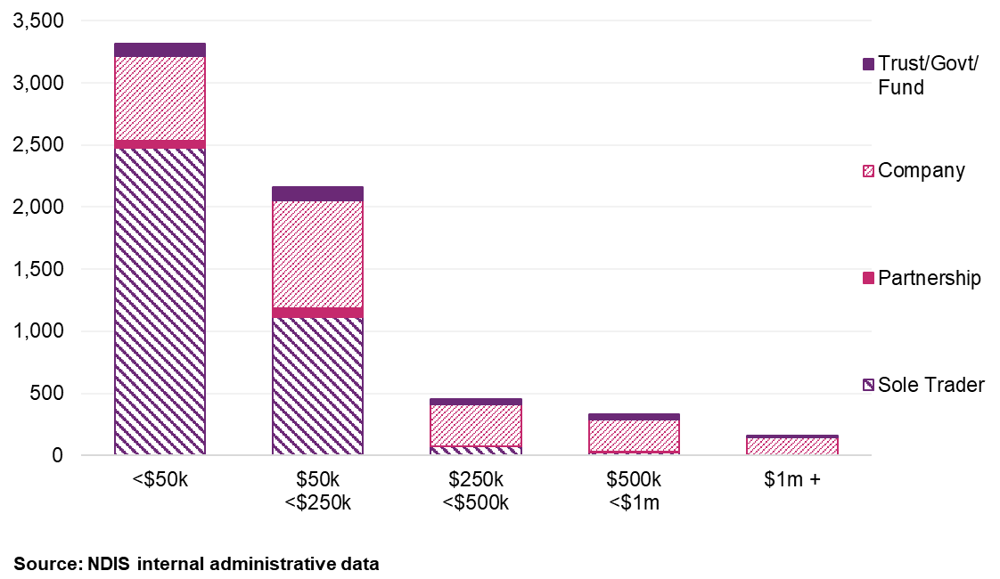 3,500
3,000
2,500
2,000
1,500
1,000
500
0
<$50k
$50k
<$250k
$250k
<$500k
$500k
<$1m
$1m +
Trust/Govt/
Fund
Company
Partnership
Sole Trader
Source: NDIS internal administrative data